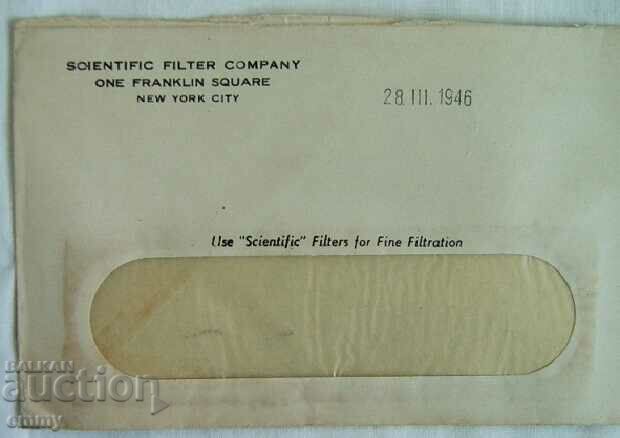 SCIENTIFIC FILTER COMPANY
ONE FRANKLIN SQUARE
NEW YORK CITY
28. III. 1946
Use "Scientific" Filters for Fine Filtration
BALKAN
auction
emmy